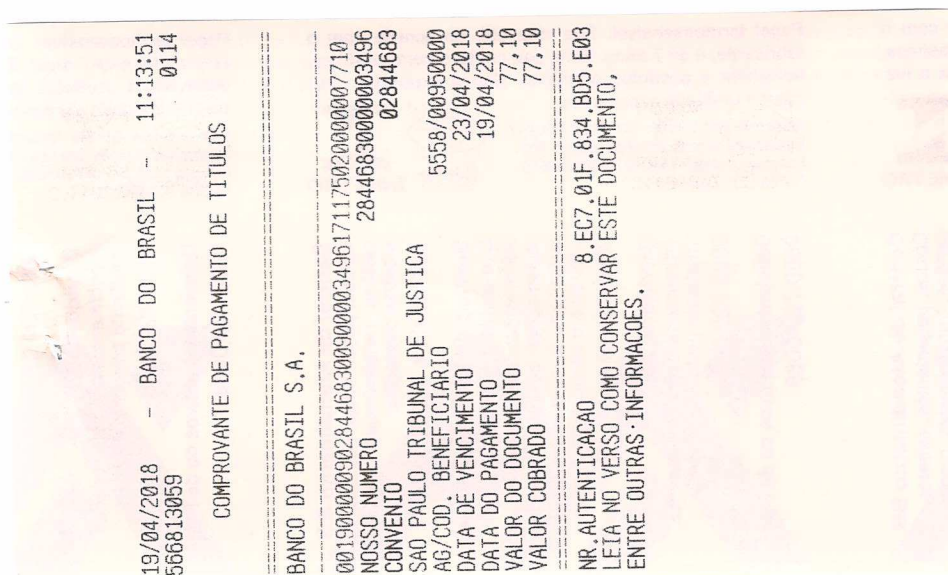 19/04/2018 - BANCO DO BRASIL - 11:13:51
566813059 0114
COMPROVANTE DE PAGAMENTO DE TITULOS
BANCO DO BRASIL S.A.
00190000090284468300900003496171175020000007710
NOSSO NUMERO 28446830000003496
CONVENIO 02844683
SAO PAULO TRIBUNAL DE JUSTICA
AG/COD. BENEFICIARIO 5558/00950000
DATA DE VENCIMENTO 23/04/2018
DATA DO PAGAMENTO 19/04/2018
VALOR DO DOCUMENTO 77,10
VALOR COBRADO 77,10
NR.AUTENTICACAO 8.EC7.01F.834.BD5.E03
LEIA NO VERSO COMO CONSERVAR ESTE DOCUMENTO,
ENTRE OUTRAS INFORMACOES.